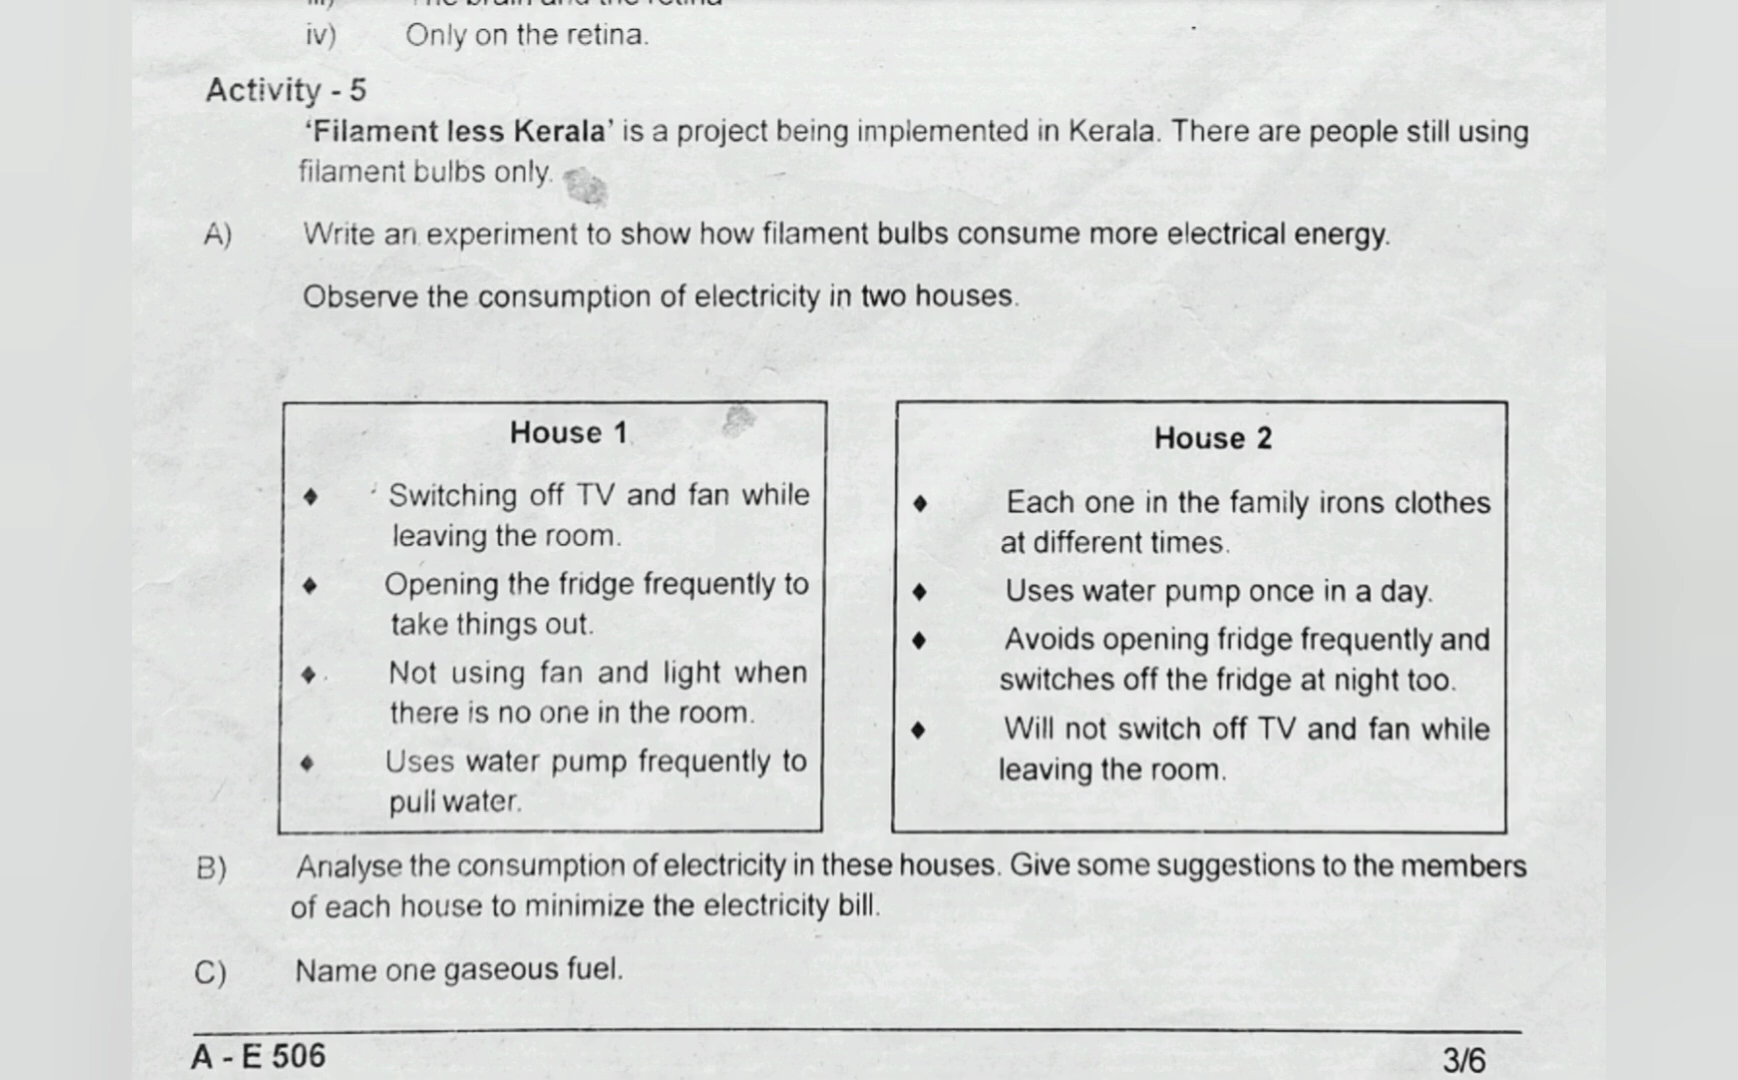 iv) Only on the retina.
Activity - 5
‘Filament less Kerala’ is a project being implemented in Kerala. There are people still using
filament bulbs only.
A) Write an experiment to show how filament bulbs consume more electrical energy.
Observe the consumption of electricity in two houses.
House 1
♦ Switching off TV and fan while
leaving the room.
♦ Opening the fridge frequently to
take things out.
♦ Not using fan and light when
there is no one in the room.
♦ Uses water pump frequently to
pull water.
House 2
♦ Each one in the family irons clothes
at different times.
♦ Uses water pump once in a day.
♦ Avoids opening fridge frequently and
switches off the fridge at night too.
♦ Will not switch off TV and fan while
leaving the room.
B) Analyse the consumption of electricity in these houses. Give some suggestions to the members
of each house to minimize the electricity bill.
C) Name one gaseous fuel.
A - E 506 3/6